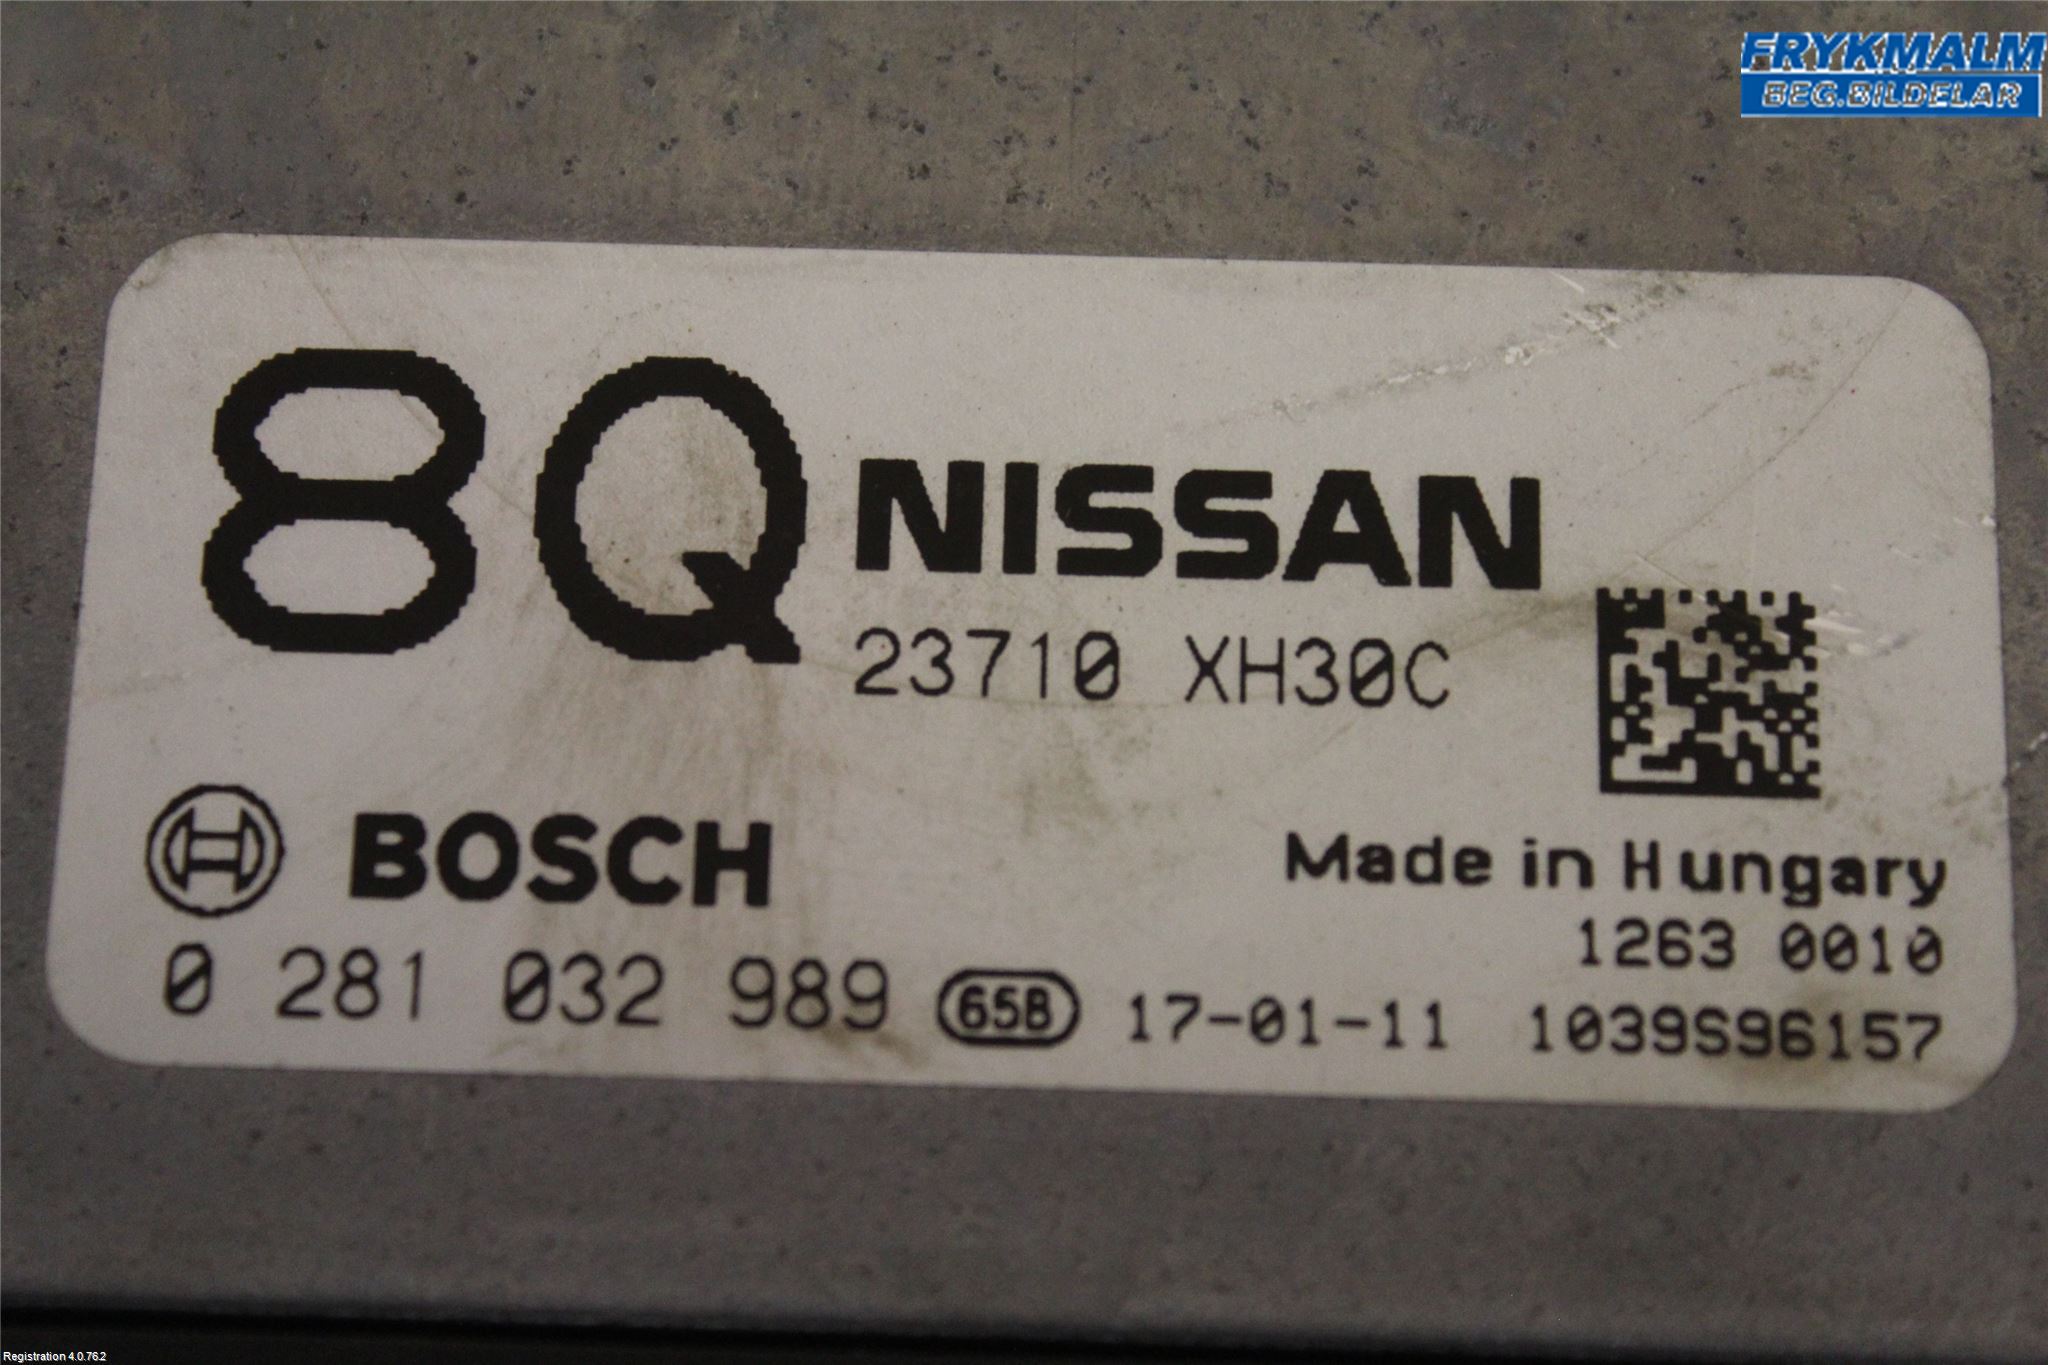 FRYKMALM
BEG.BILDELAR
8Q NISSAN
23710 XH30C
BOSCH
Made in Hungary
1263 0010
0 281 032 989 65B 17-01-11 1039S96157
Registration 4.0.76.2